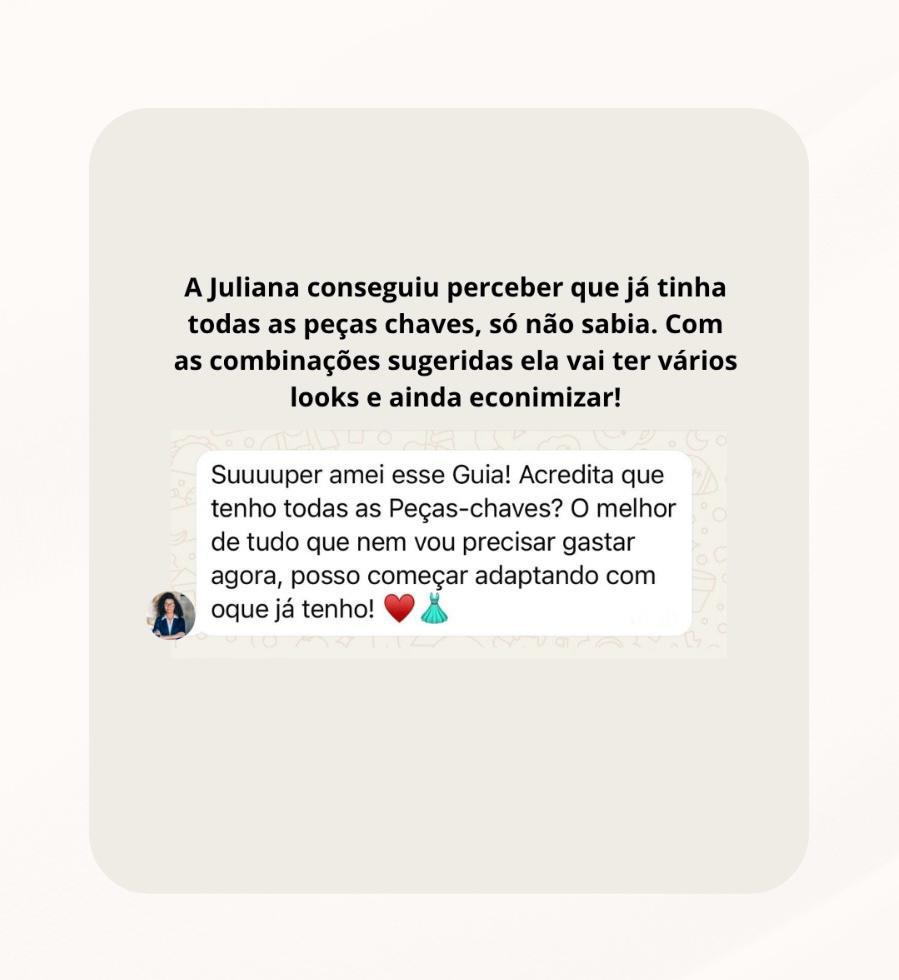 A Juliana conseguiu perceber que já tinha
todas as peças chaves, só não sabia. Com
as combinações sugeridas ela vai ter vários
looks e ainda econimizar!
Suuuuper amei esse Guia! Acredita que
tenho todas as Peças-chaves? O melhor
de tudo que nem vou precisar gastar
agora, posso começar adaptando com
oque já tenho! ❤️👗